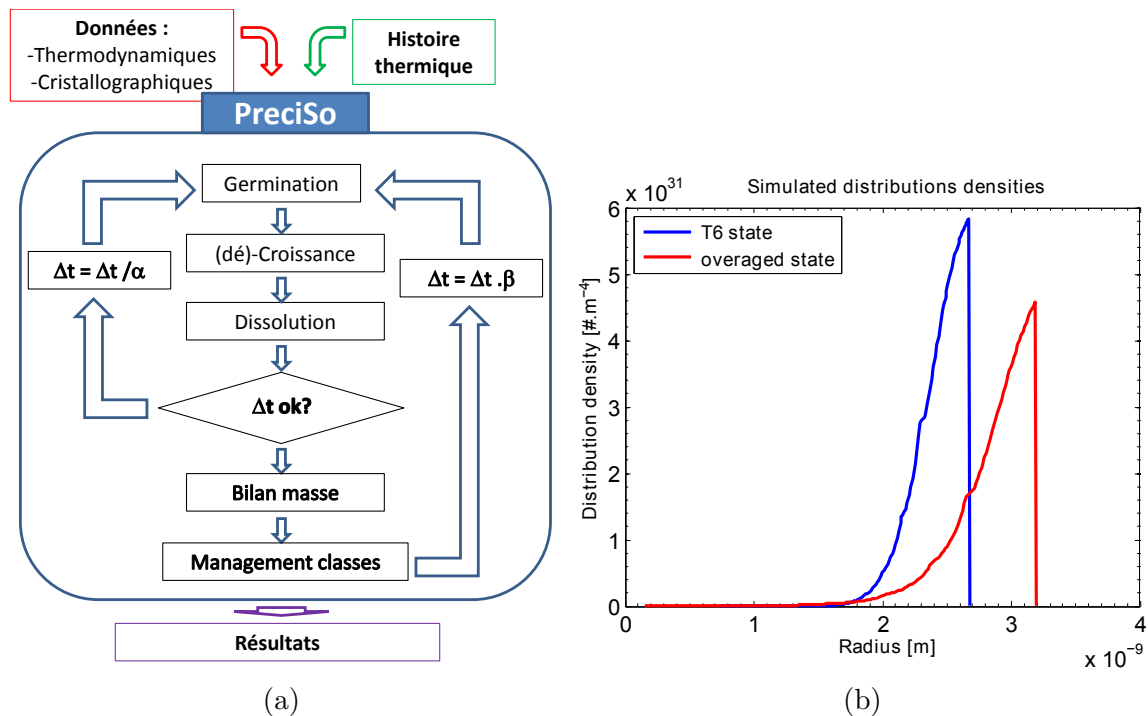 Données :
-Thermodynamiques
-Cristallographiques
Histoire
thermique
PreciSo
Germination
(dé)-Croissance
Dissolution
Δt ok?
Bilan masse
Management classes
Δt = Δt /α
Δt = Δt .β
Résultats
(a)
Simulated distributions densities
x 10^31
T6 state
overaged state
Distribution density [#.m⁻⁴]
6
5
4
3
2
1
0
0 1 2 3 4
Radius [m]
x 10^-9
(b)